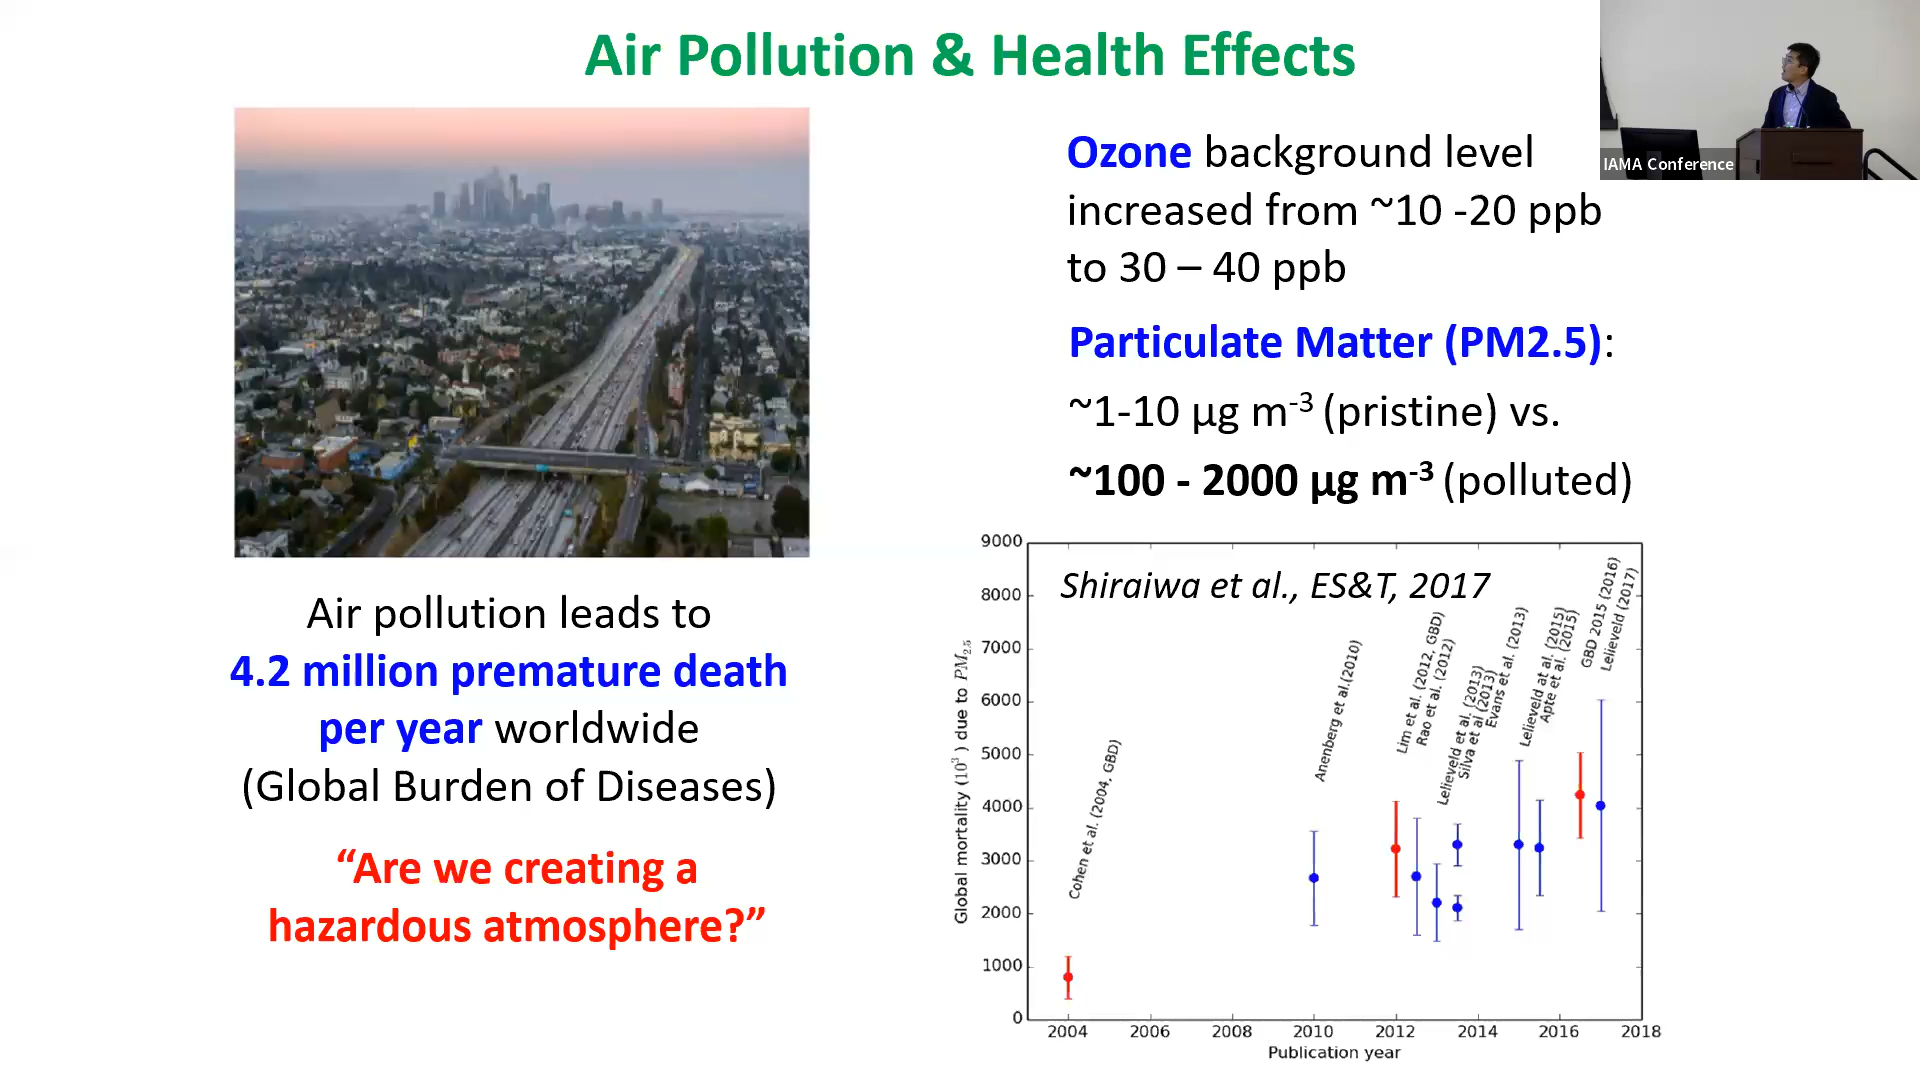 Air Pollution & Health Effects
IAMA Conference
Ozone background level
increased from ~10 -20 ppb
to 30 – 40 ppb
Particulate Matter (PM2.5):
~1-10 µg m-3 (pristine) vs.
~100 - 2000 µg m-3 (polluted)
Air pollution leads to
4.2 million premature death
per year worldwide
(Global Burden of Diseases)
“Are we creating a
hazardous atmosphere?”
Shiraiwa et al., ES&T, 2017
Global mortality (10³) due to PM2.5
9000
8000
7000
6000
5000
4000
3000
2000
1000
0
Cohen et al. (2004, GBD)
Anenberg et al.(2010)
Lim et al. (2012, GBD)
Rao et al. (2012)
Lelieveld et al. (2013)
Silva et al (2013)
Evans et al. (2013)
Lelieveld at al. (2015)
Apte et al. (2015)
GBD 2015 (2016)
Lelieveld (2017)
2004 2006 2008 2010 2012 2014 2016 2018
Publication year